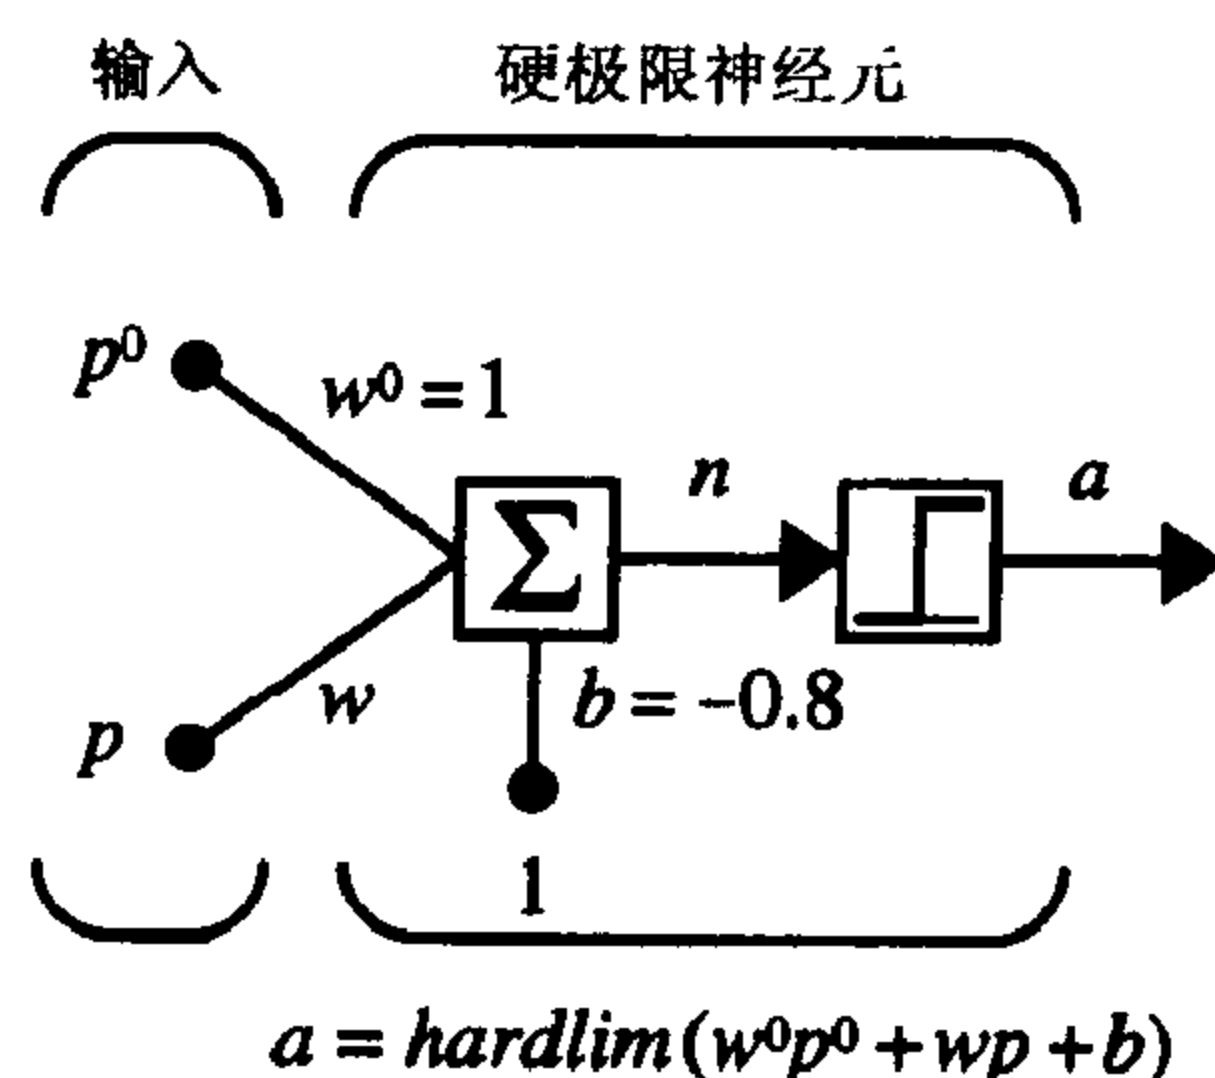 输入 硬极限神经元
p⁰
w⁰ = 1
n
a
Σ
w
b = -0.8
p
1
a = hardlim(w⁰p⁰ + wp + b)